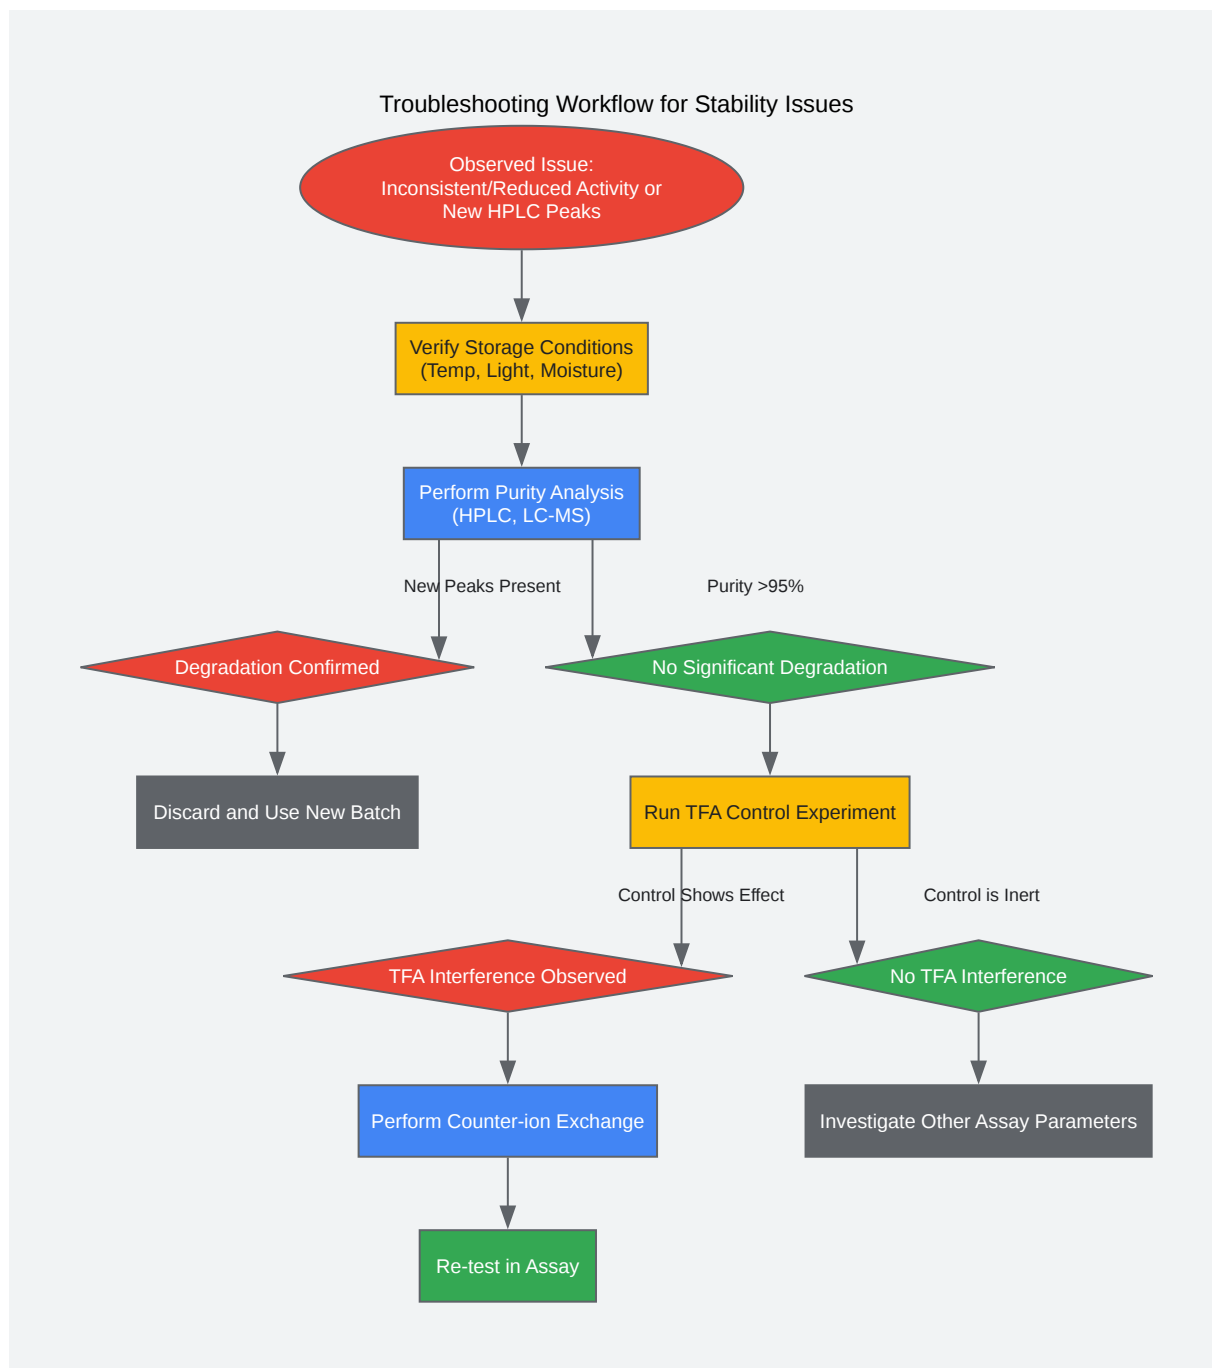 Troubleshooting Workflow for Stability Issues
Observed Issue:
Inconsistent/Reduced Activity or
New HPLC Peaks
Verify Storage Conditions
(Temp, Light, Moisture)
Perform Purity Analysis
(HPLC, LC-MS)
New Peaks Present
Purity >95%
Degradation Confirmed
No Significant Degradation
Discard and Use New Batch
Run TFA Control Experiment
Control Shows Effect
Control is Inert
TFA Interference Observed
No TFA Interference
Perform Counter-ion Exchange
Investigate Other Assay Parameters
Re-test in Assay